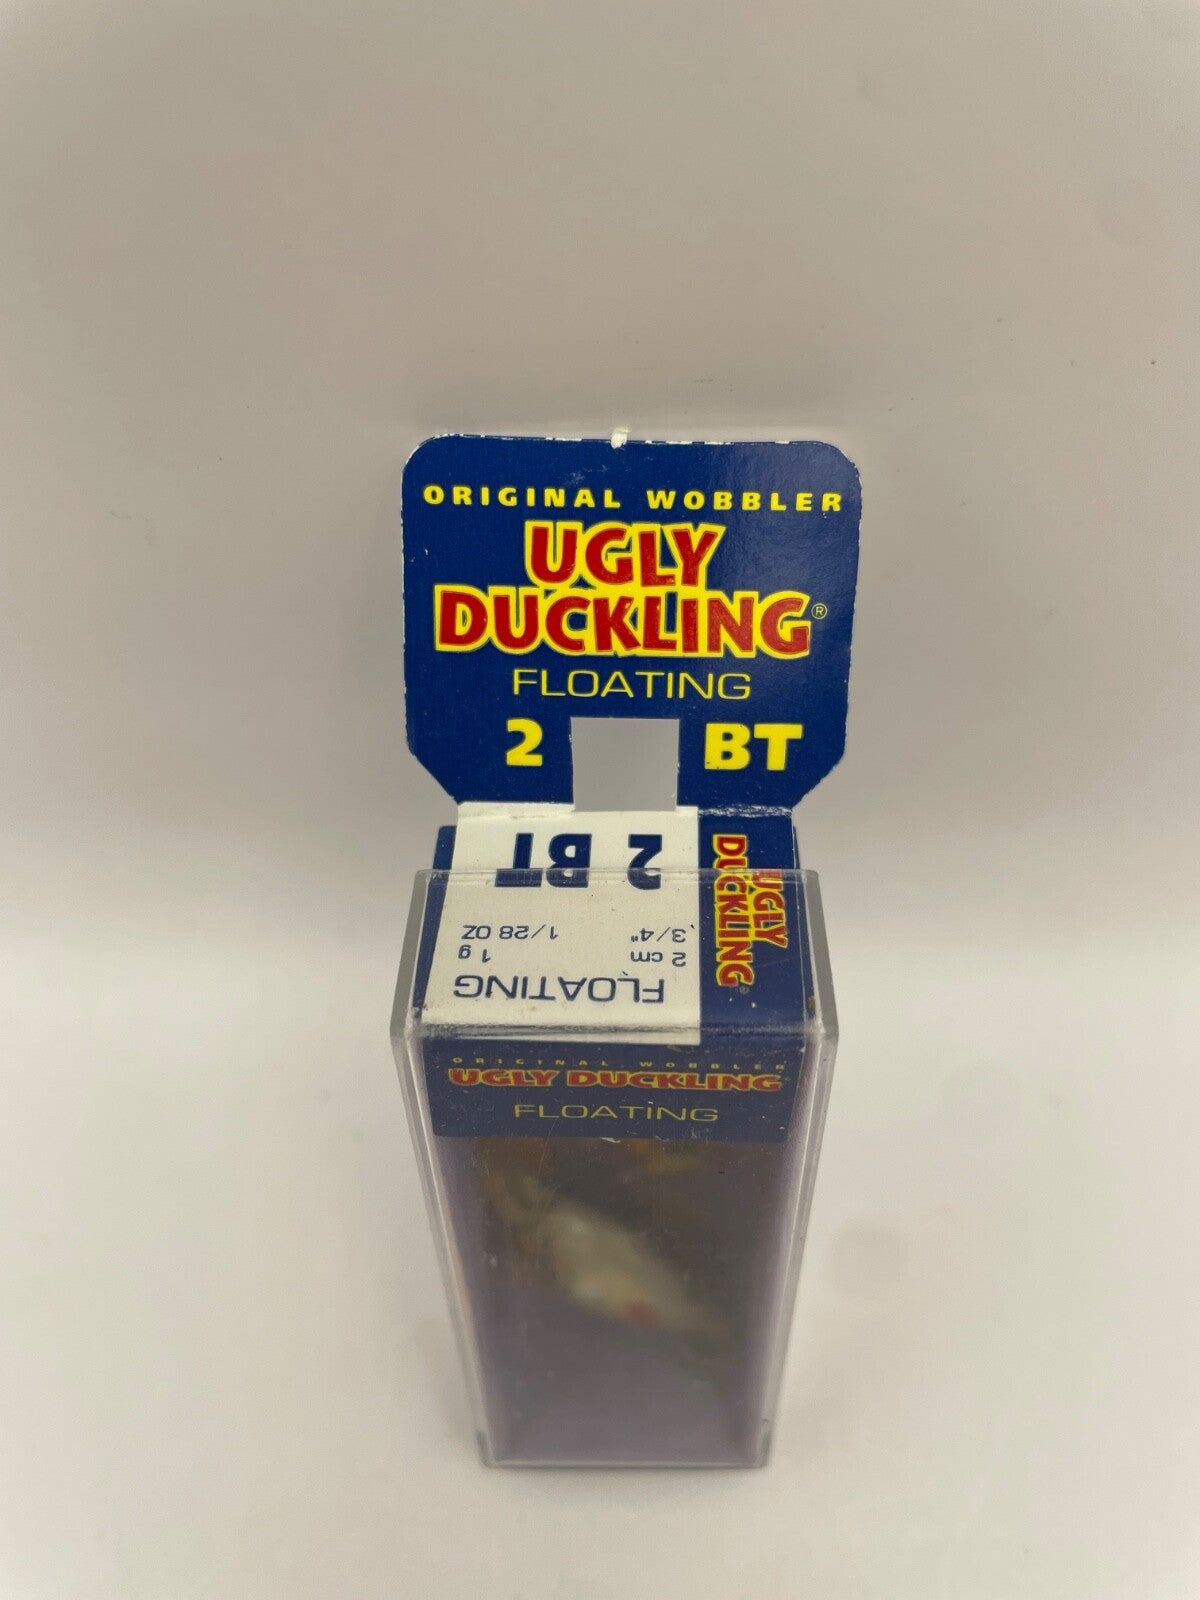 ORIGINAL WOBBLER
UGLY
DUCKLING®
FLOATING
2 BT
2 BT
3/4" 1/28 OZ
2 cm 1 g
FLOATING
UGLY
DUCKLING®
ORIGINAL WOBBLER
UGLY DUCKLING
FLOATING